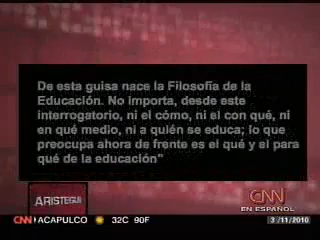 De esta guisa nace la Filosofía de la
Educación. No importa, desde este
interrogatorio, ni el cómo, ni el con qué, ni
en qué medio, ni a quién se educa; lo que
preocupa ahora de frente es el qué y el para
qué de la educación"
ARISTEGUI
CNN
EN ESPAÑOL
CNN ACAPULCO 32C 90F
3/11/2010